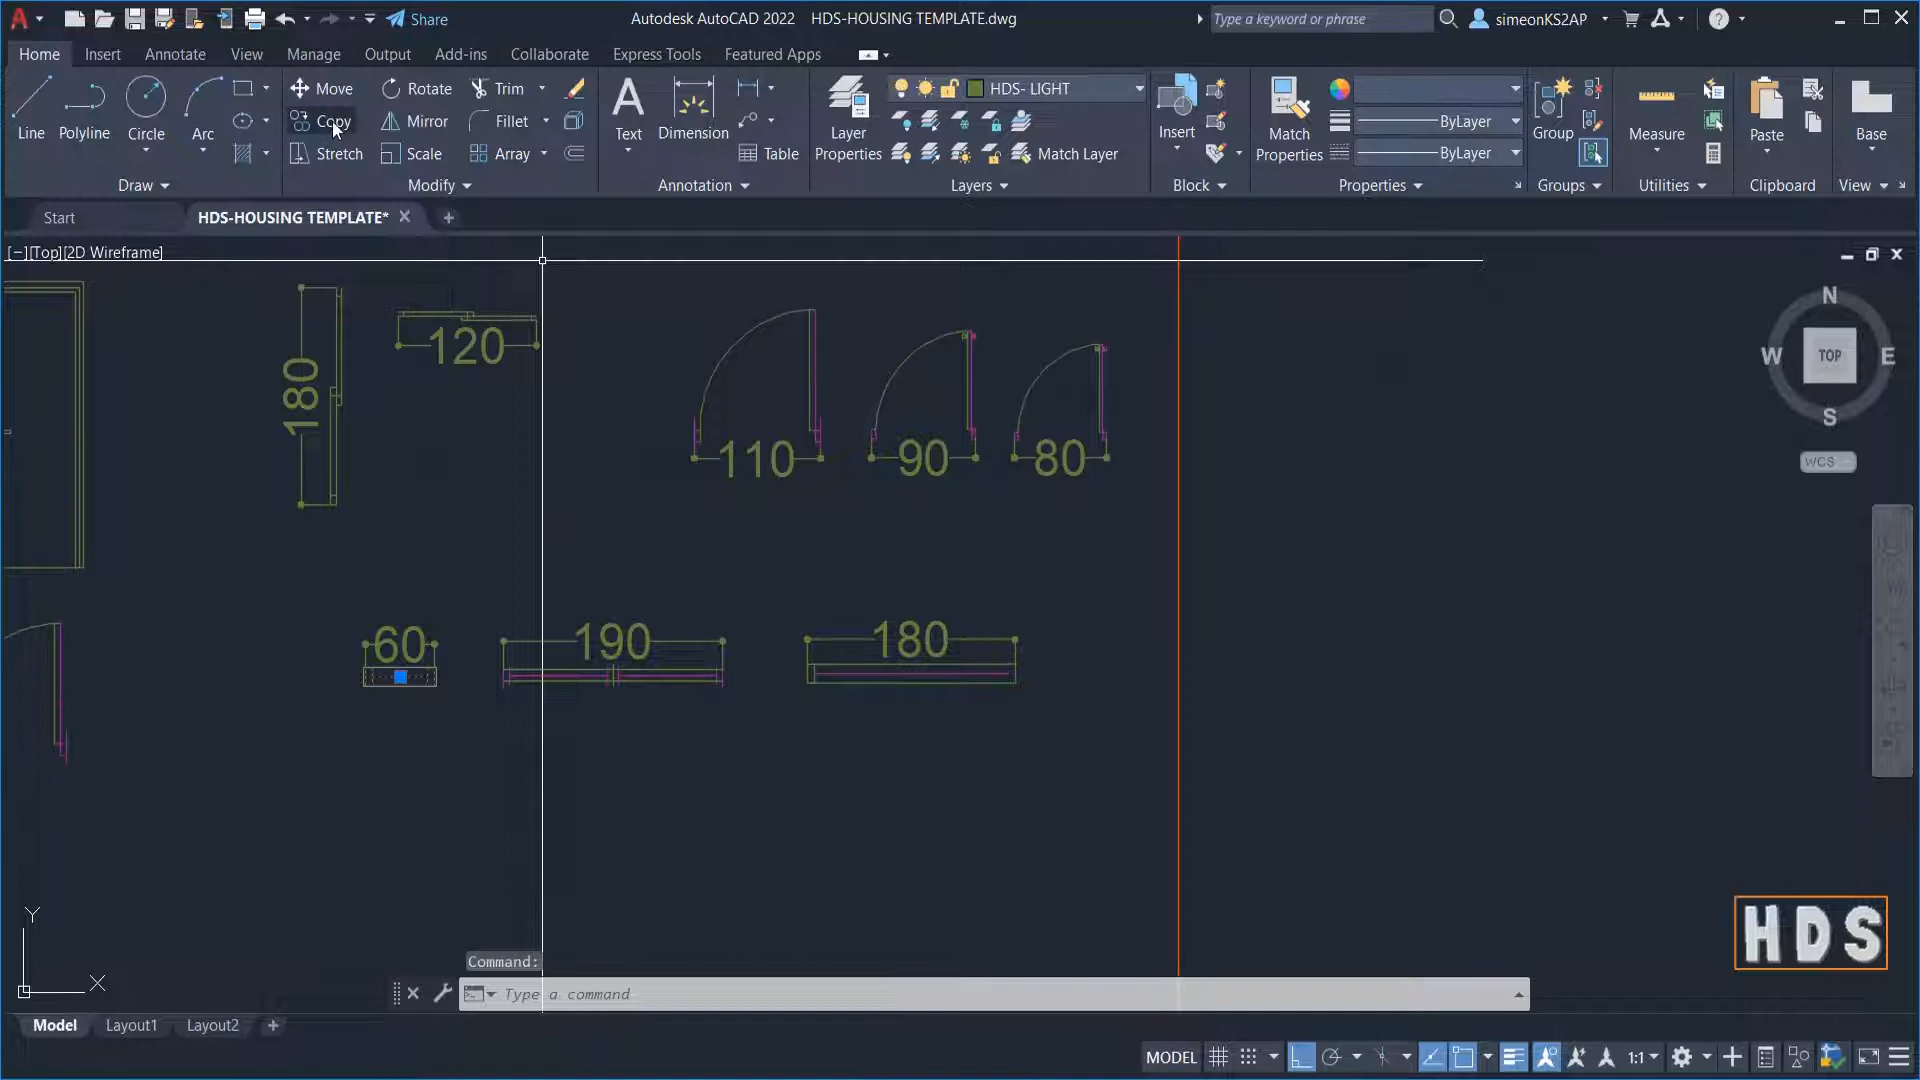 Share
Autodesk AutoCAD 2022 HDS-HOUSING TEMPLATE.dwg
Type a keyword or phrase
simeonKS2AP
Home Insert Annotate View Manage Output Add-ins Collaborate Express Tools Featured Apps
Line Polyline Circle Arc
Draw
Move Rotate Trim
Copy Mirror Fillet
Stretch Scale Array
Modify
Text Dimension Table
Annotation
Layer Properties
HDS- LIGHT
Match Layer
Layers
Insert
Block
Match Properties
ByLayer
ByLayer
Properties
Group
Groups
Measure
Utilities
Paste
Clipboard
Base
View
Start HDS-HOUSING TEMPLATE*
[−][Top][2D Wireframe]
N
W TOP E
S
WCS
180
120
110 90 80
60 190 180
Y
X
HDS
Command:
Type a command
Model Layout1 Layout2
MODEL 1:1